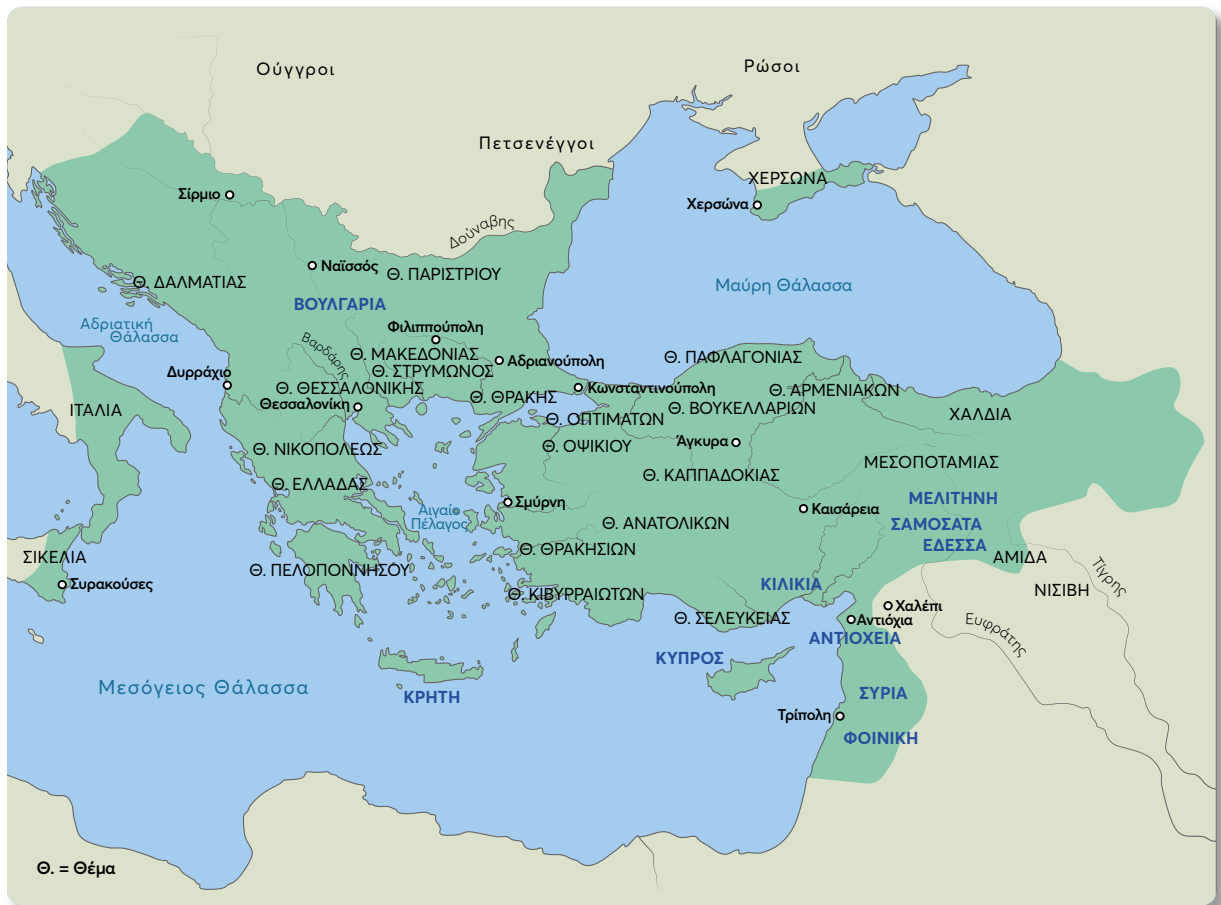 Ούγγροι
Ρώσοι
Πετσενέγγοι
ΧΕΡΣΩΝΑ
Σίρμιο
Χερσώνα
Δούναβης
Ναϊσσός
Θ. ΠΑΡΙΣΤΡΙΟΥ
Θ. ΔΑΛΜΑΤΙΑΣ
Μαύρη Θάλασσα
ΒΟΥΛΓΑΡΙΑ
Αδριατική
Θάλασσα
Φιλιππούπολη
Βαρδάρης
Θ. ΜΑΚΕΔΟΝΙΑΣ
Αδριανούπολη
Θ. ΠΑΦΛΑΓΟΝΙΑΣ
Δυρράχιο
Θ. ΣΤΡΥΜΩΝΟΣ
Θ. ΘΕΣΣΑΛΟΝΙΚΗΣ
Κωνσταντινούπολη
Θ. ΑΡΜΕΝΙΑΚΩΝ
Θεσσαλονίκη
Θ. ΘΡΑΚΗΣ
ΙΤΑΛΙΑ
Θ. ΒΟΥΚΕΛΛΑΡΙΩΝ
ΧΑΛΔΙΑ
Θ. ΟΠΤΙΜΑΤΩΝ
Θ. ΝΙΚΟΠΟΛΕΩΣ
Θ. ΟΨΙΚΙΟΥ
Άγκυρα
ΜΕΣΟΠΟΤΑΜΙΑΣ
Θ. ΕΛΛΑΔΑΣ
Θ. ΚΑΠΠΑΔΟΚΙΑΣ
ΜΕΛΙΤΗΝΗ
Αιγαίο
Πέλαγος
Σμύρνη
Καισάρεια
Θ. ΑΝΑΤΟΛΙΚΩΝ
ΣΑΜΟΣΑΤΑ
ΕΔΕΣΣΑ
ΣΙΚΕΛΙΑ
Θ. ΘΡΑΚΗΣΙΩΝ
ΑΜΙΔΑ
Συρακούσες
Θ. ΠΕΛΟΠΟΝΝΗΣΟΥ
Τίγρης
ΚΙΛΙΚΙΑ
ΝΙΣΙΒΗ
Θ. ΚΙΒΥΡΡΑΙΩΤΩΝ
Χαλέπι
Θ. ΣΕΛΕΥΚΕΙΑΣ
Αντιόχια
Ευφράτης
ΑΝΤΙΟΧΕΙΑ
ΚΥΠΡΟΣ
Μεσόγειος Θάλασσα
ΚΡΗΤΗ
ΣΥΡΙΑ
Τρίπολη
ΦΟΙΝΙΚΗ
Θ. = Θέμα